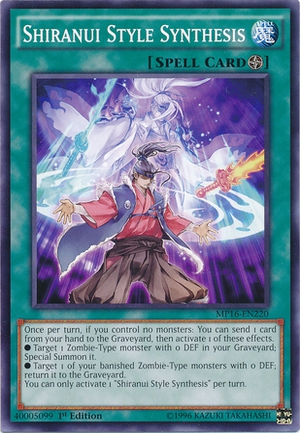 SHIRANUI STYLE SYNTHESIS
[SPELL CARD]
MP16-EN220
Once per turn, if you control no monsters: You can send 1 card
from your hand to the Graveyard, then activate 1 of these effects.
●Target 1 Zombie-Type monster with 0 DEF in your Graveyard;
Special Summon it.
●Target 1 of your banished Zombie-Type monsters with 0 DEF;
return it to the Graveyard.
You can only activate 1 "Shiranui Style Synthesis" per turn.
40005099 1st Edition ©1996 KAZUKI TAKAHASHI